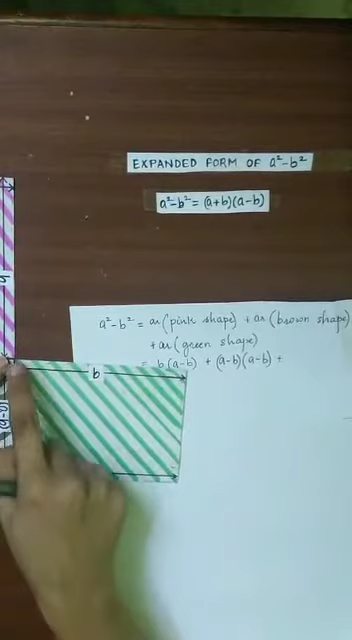 EXPANDED FORM OF a²-b²
a²-b² = (a+b)(a-b)
a²-b² = ar(pink shape) + ar(brown shape)
+ ar(green shape)
= b(a-b) + (a-b)(a-b) +
b
(a-b)